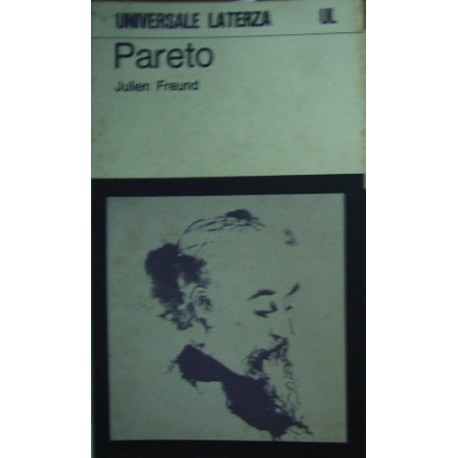 UNIVERSALE LATERZA UL
Pareto
Julien Freund